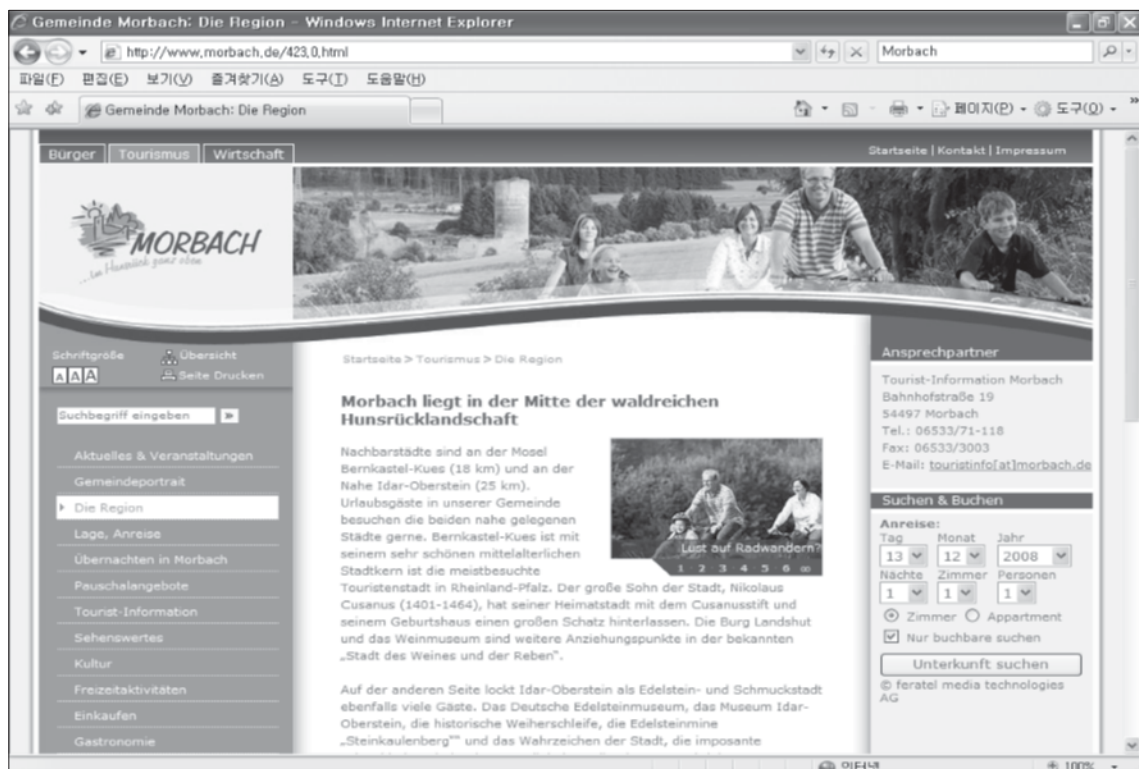 Gemeinde Morbach: Die Region - Windows Internet Explorer
http://www.morbach.de/423,0.html
Morbach
파일(F) 편집(E) 보기(V) 즐겨찾기(A) 도구(T) 도움말(H)
Gemeinde Morbach: Die Region
페이지(P) 도구(O)
Bürger Tourismus Wirtschaft
Startseite | Kontakt | Impressum
MORBACH
...im Hunsrück ganz oben
Schriftgröße Übersicht
A A A Seite Drucken
Suchbegriff eingeben
Aktuelles & Veranstaltungen
Gemeindeportrait
Die Region
Lage, Anreise
Übernachten in Morbach
Pauschalangebote
Tourist-Information
Sehenswertes
Kultur
Freizeitaktivitäten
Einkaufen
Gastronomie
Startseite > Tourismus > Die Region
Morbach liegt in der Mitte der waldreichen
Hunsrücklandschaft
Nachbarstädte sind an der Mosel
Bernkastel-Kues (18 km) und an der
Nahe Idar-Oberstein (25 km).
Urlaubsgäste in unserer Gemeinde
besuchen die beiden nahe gelegenen
Städte gerne. Bernkastel-Kues ist mit
seinem sehr schönen mittelalterlichen
Stadtkern ist die meistbesuchte
Touristenstadt in Rheinland-Pfalz. Der große Sohn der Stadt, Nikolaus
Cusanus (1401-1464), hat seiner Heimatstadt mit dem Cusanusstift und
seinem Geburtshaus einen großen Schatz hinterlassen. Die Burg Landshut
und das Weinmuseum sind weitere Anziehungspunkte in der bekannten
„Stadt des Weines und der Reben“.
Lust auf Radwandern?
1 · 2 · 3 · 4 · 5 · 6 ∞
Auf der anderen Seite lockt Idar-Oberstein als Edelstein- und Schmuckstadt
ebenfalls viele Gäste. Das Deutsche Edelsteinmuseum, das Museum Idar-
Oberstein, die historische Weiherschleife, die Edelsteinmine
„Steinkaulenberg"“ und das Wahrzeichen der Stadt, die imposante
Ansprechpartner
Tourist-Information Morbach
Bahnhofstraße 19
54497 Morbach
Tel.: 06533/71-118
Fax: 06533/3003
E-Mail: touristinfo[at]morbach.de
Suchen & Buchen
Anreise:
Tag Monat Jahr
13 12 2008
Nächte Zimmer Personen
1 1 1
Zimmer Appartment
Nur buchbare suchen
Unterkunft suchen
© feratel media technologies
AG
인터넷 100%